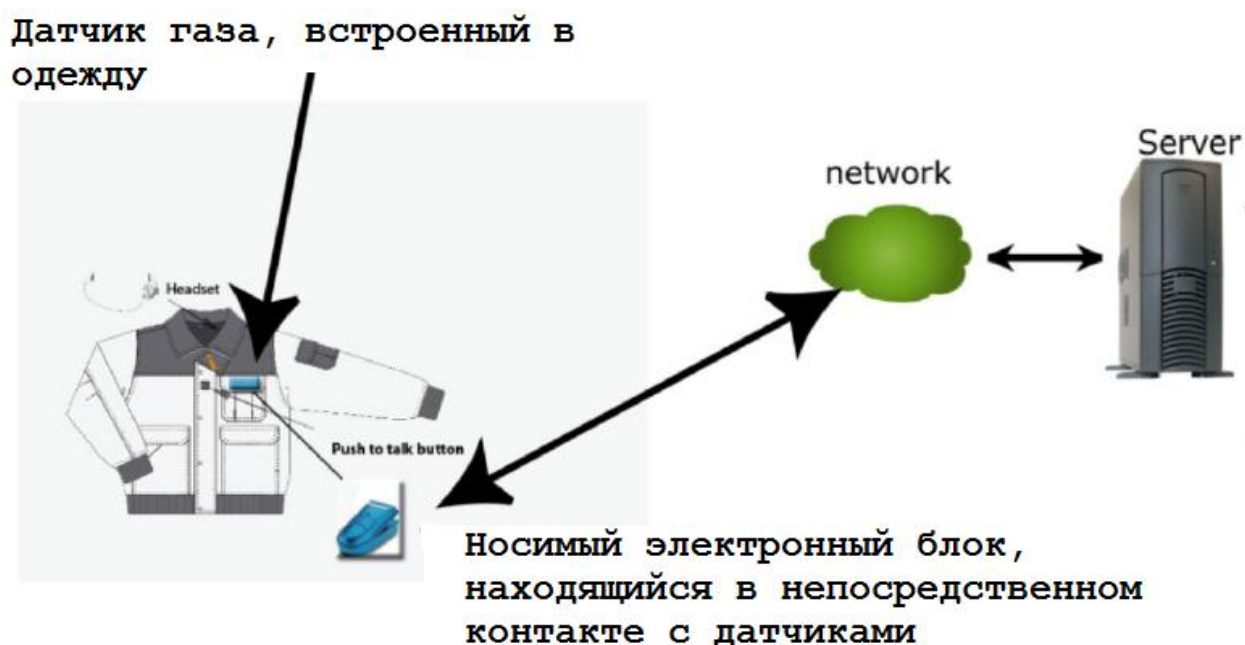 Датчик газа, встроенный в
одежду
Server
network
Headset
Push to talk button
Носимый электронный блок,
находящийся в непосредственном
контакте с датчиками